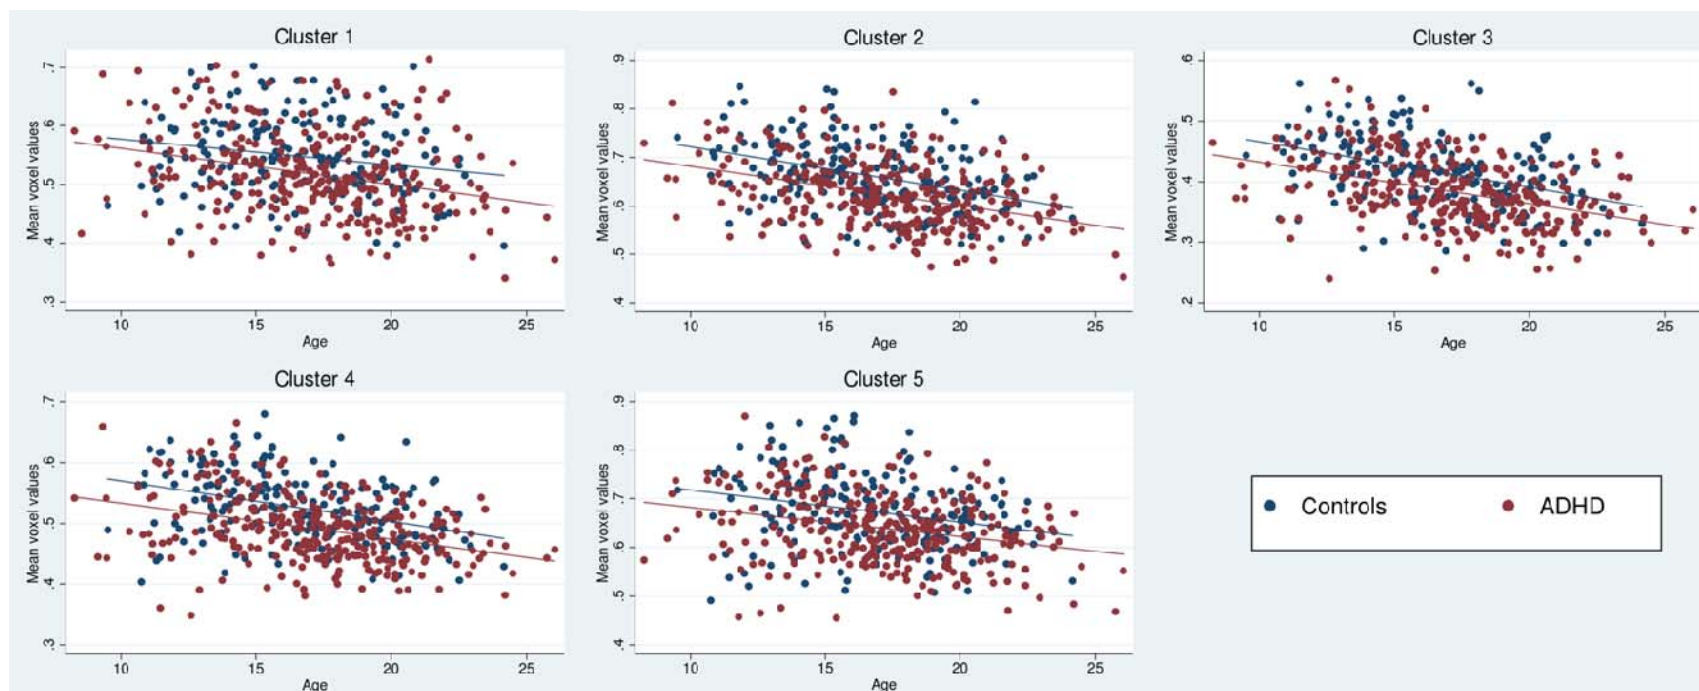 Cluster 1
Mean voxel values
.7
.6
.5
.4
.3
10
15
20
25
Age
Cluster 2
Mean voxel values
.9
.8
.7
.6
.5
.4
10
15
20
25
Age
Cluster 3
Mean voxel values
.6
.5
.4
.3
.2
10
15
20
25
Age
Cluster 4
Mean voxel values
.7
.6
.5
.4
.3
10
15
20
25
Age
Cluster 5
Mean voxel values
.9
.8
.7
.6
.5
.4
10
15
20
25
Age
Controls
ADHD